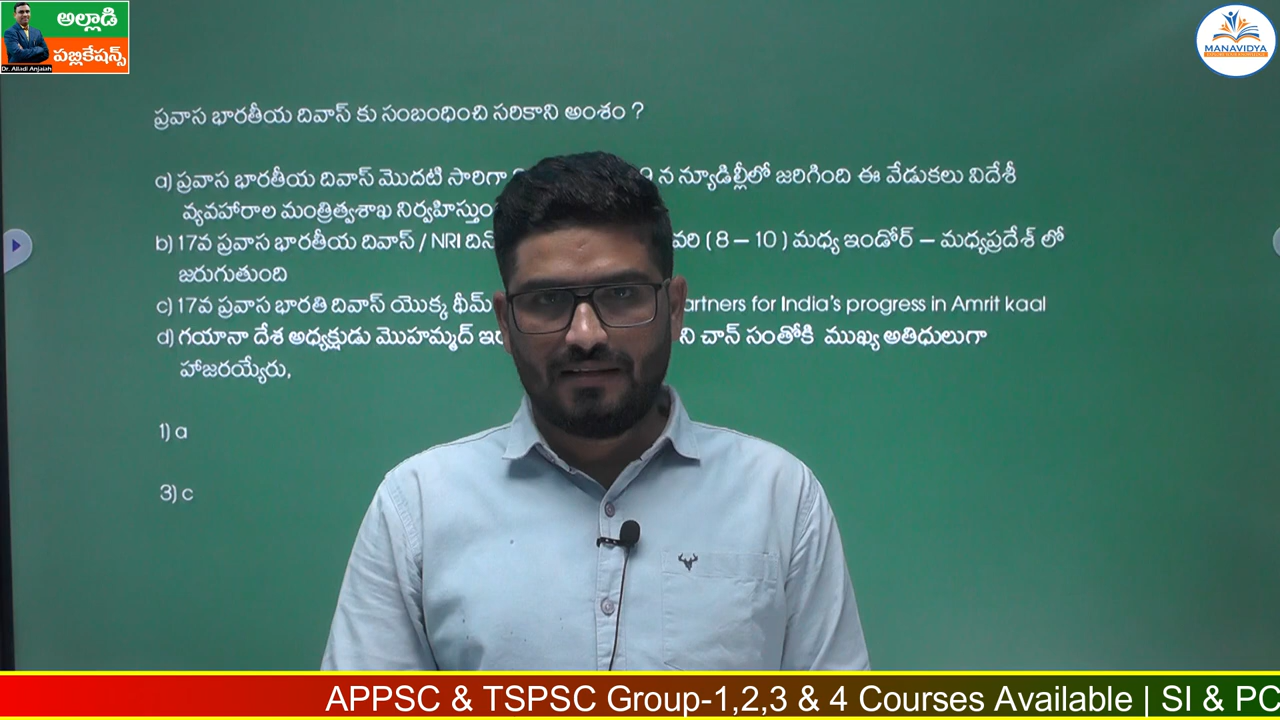 అల్లాడి
పబ్లికేషన్స్
Dr. Alladi Anjaiah
MANAVIDYA
ప్రవాస భారతీయ దివాస్ కు సంబంధించి సరికాని అంశం ?
a) ప్రవాస భారతీయ దివాస్ మొదటి సారిగా 9 న న్యూఢిల్లీలో జరిగింది ఈ వేడుకలు విదేశీ
వ్యవహారాల మంత్రిత్వశాఖ
b) 17వ ప్రవాస భారతీయ దివాస్ / NRI ( 8 – 10 ) మధ్య ఇండోర్ – మధ్యప్రదేశ్ లో
జరుగుతుంది
c) 17వ ప్రవాస భారతి దివాస్ యొక్క థీమ్ for India's progress in Amrit kaal
d) గయానా దేశ అధ్యక్షుడు మొహమ్మద్ చాన్ సంతోకి ముఖ్య అతిధులుగా
హాజరయ్యేరు,
1) a
3) c
APPSC & TSPSC Group-1,2,3 & 4 Courses Available | SI & PC